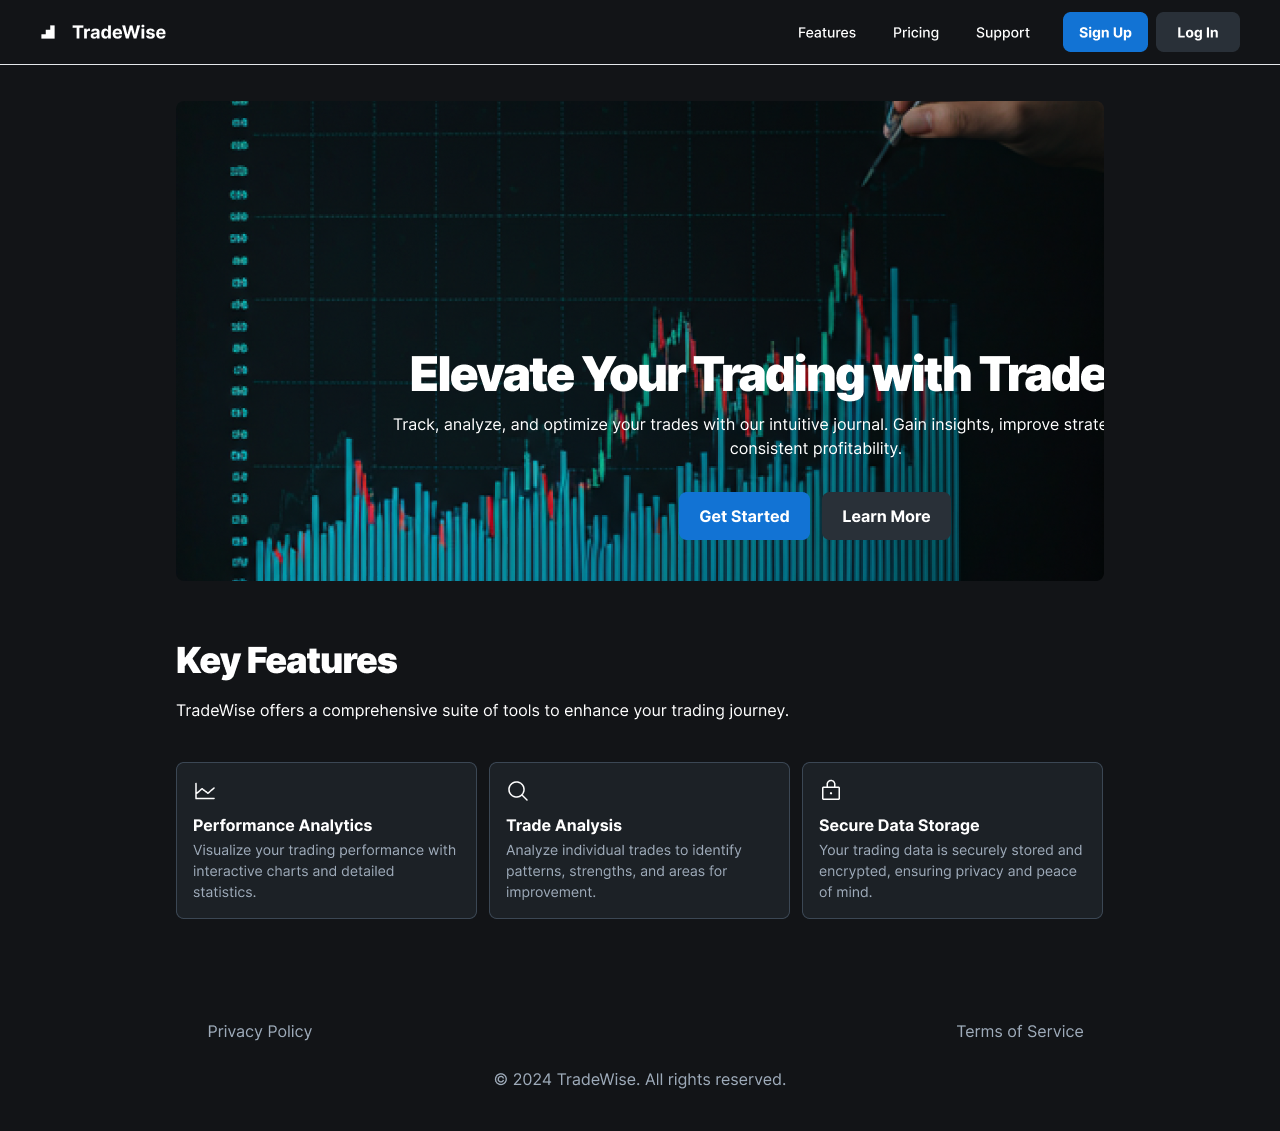 TradeWise
Features
Pricing
Support
Sign Up
Log In
Elevate Your Trading with Trade
Track, analyze, and optimize your trades with our intuitive journal. Gain insights, improve strate
consistent profitability.
Get Started
Learn More
Key Features
TradeWise offers a comprehensive suite of tools to enhance your trading journey.
Performance Analytics
Visualize your trading performance with
interactive charts and detailed
statistics.
Trade Analysis
Analyze individual trades to identify
patterns, strengths, and areas for
improvement.
Secure Data Storage
Your trading data is securely stored and
encrypted, ensuring privacy and peace
of mind.
Privacy Policy
Terms of Service
© 2024 TradeWise. All rights reserved.